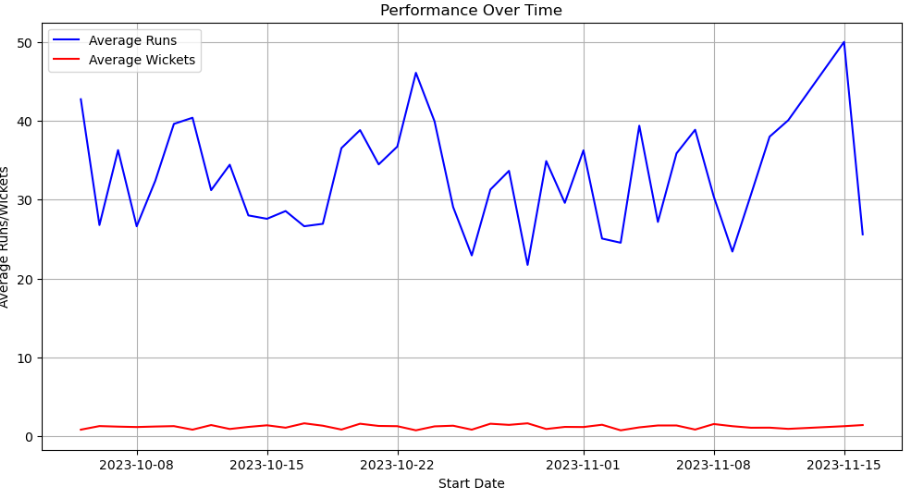 Performance Over Time
Average Runs
Average Wickets
50
40
30
20
10
0
Average Runs/Wickets
2023-10-08
2023-10-15
2023-10-22
2023-11-01
2023-11-08
2023-11-15
Start Date